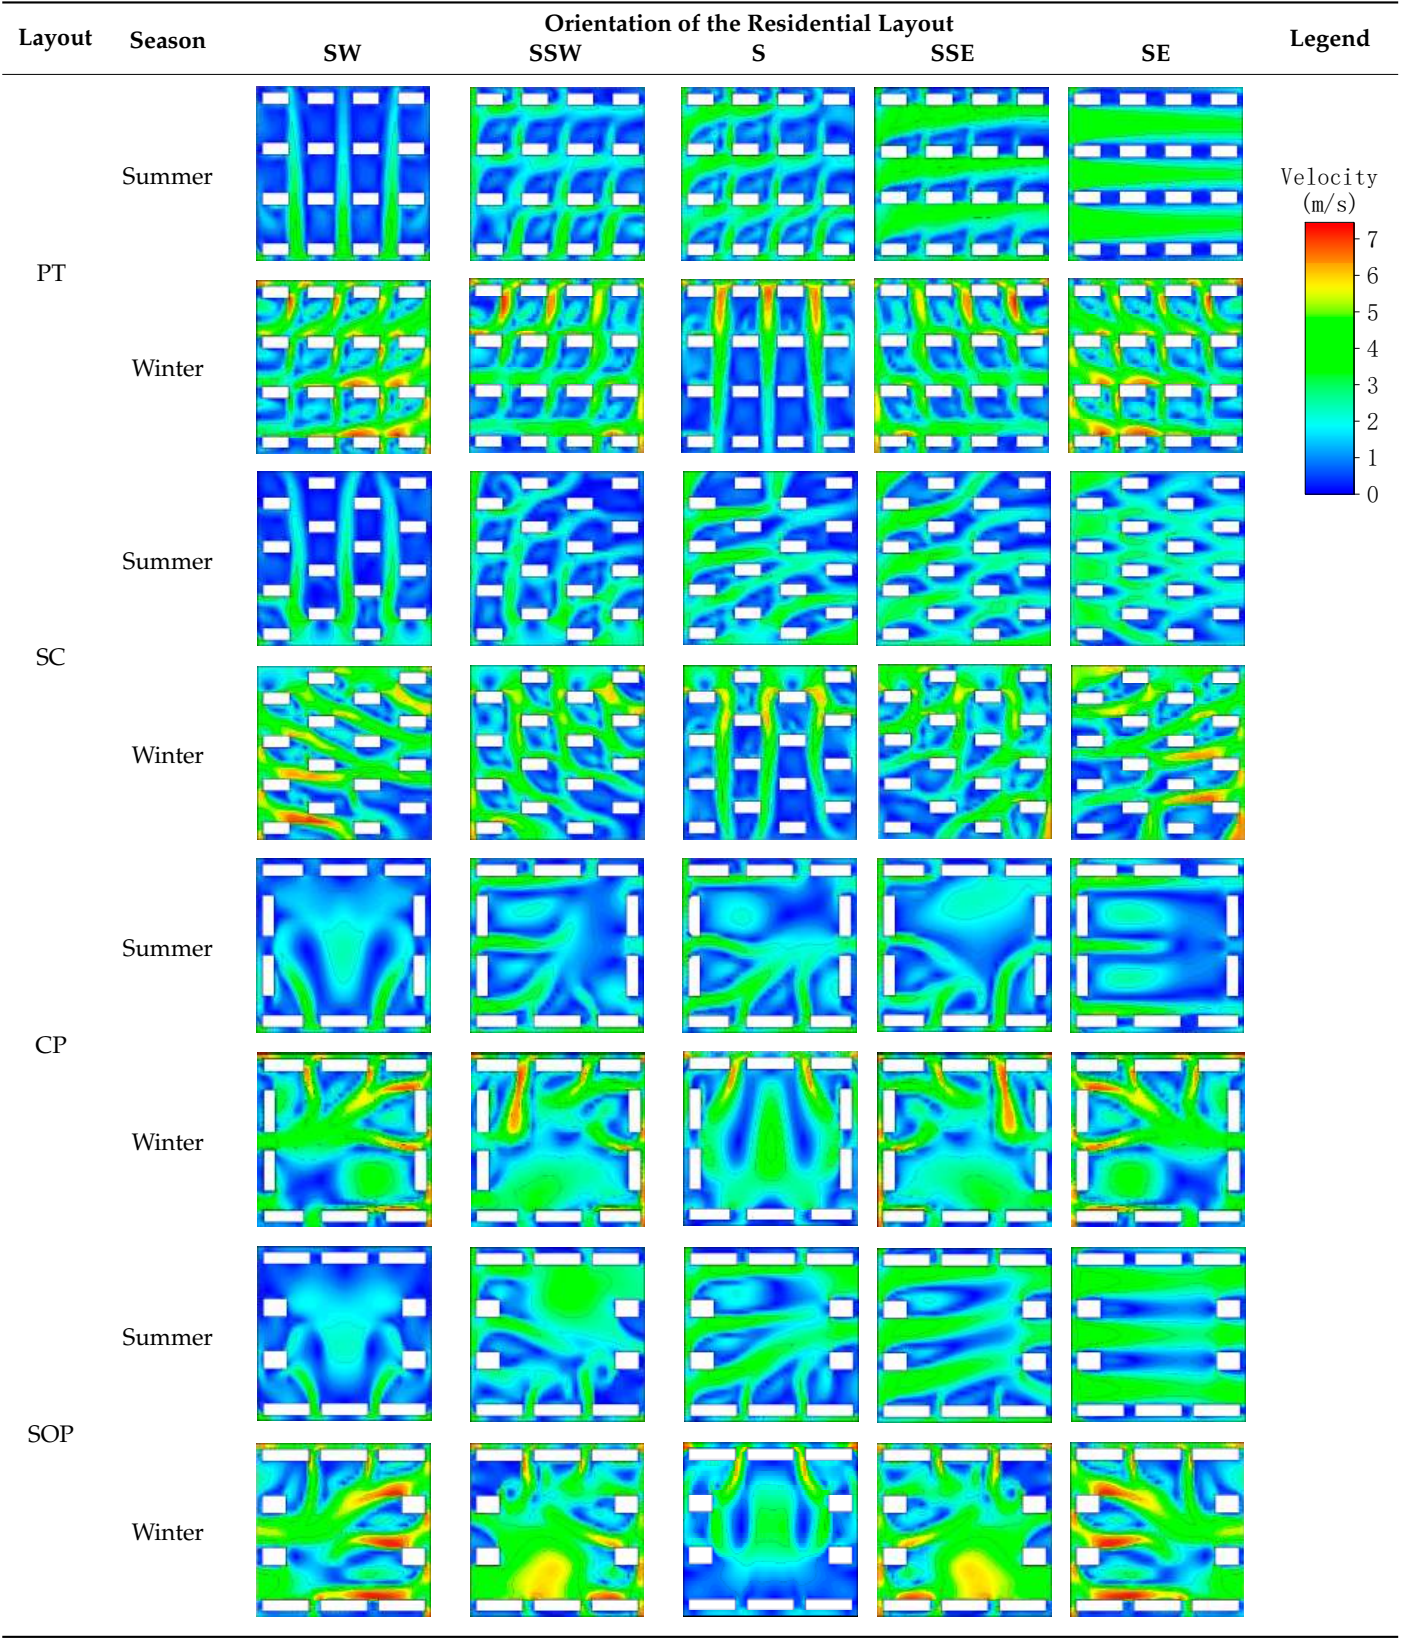 Orientation of the Residential Layout
Layout Season Legend
SW SSW S SSE SE
Summer
Velocity
(m/s)
7
6
5
4
3
2
1
0
PT
Winter
Summer
SC
Winter
Summer
CP
Winter
Summer
SOP
Winter